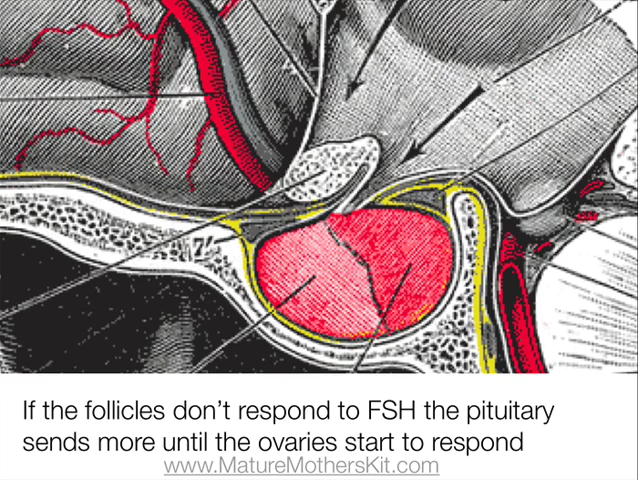 7'
If the follicles don’t respond to FSH the pituitary
sends more until the ovaries start to respond
www.MatureMothersKit.com